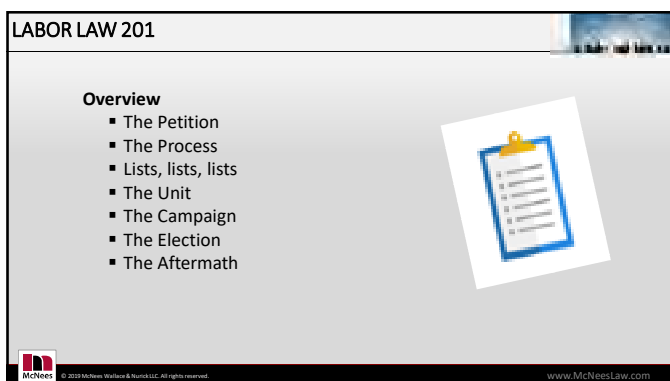 LABOR LAW 201
Overview
▪ The Petition
▪ The Process
▪ Lists, lists, lists
▪ The Unit
▪ The Campaign
▪ The Election
▪ The Aftermath
McNees
© 2019 McNees Wallace & Nurick LLC. All rights reserved.
www.McNeesLaw.com